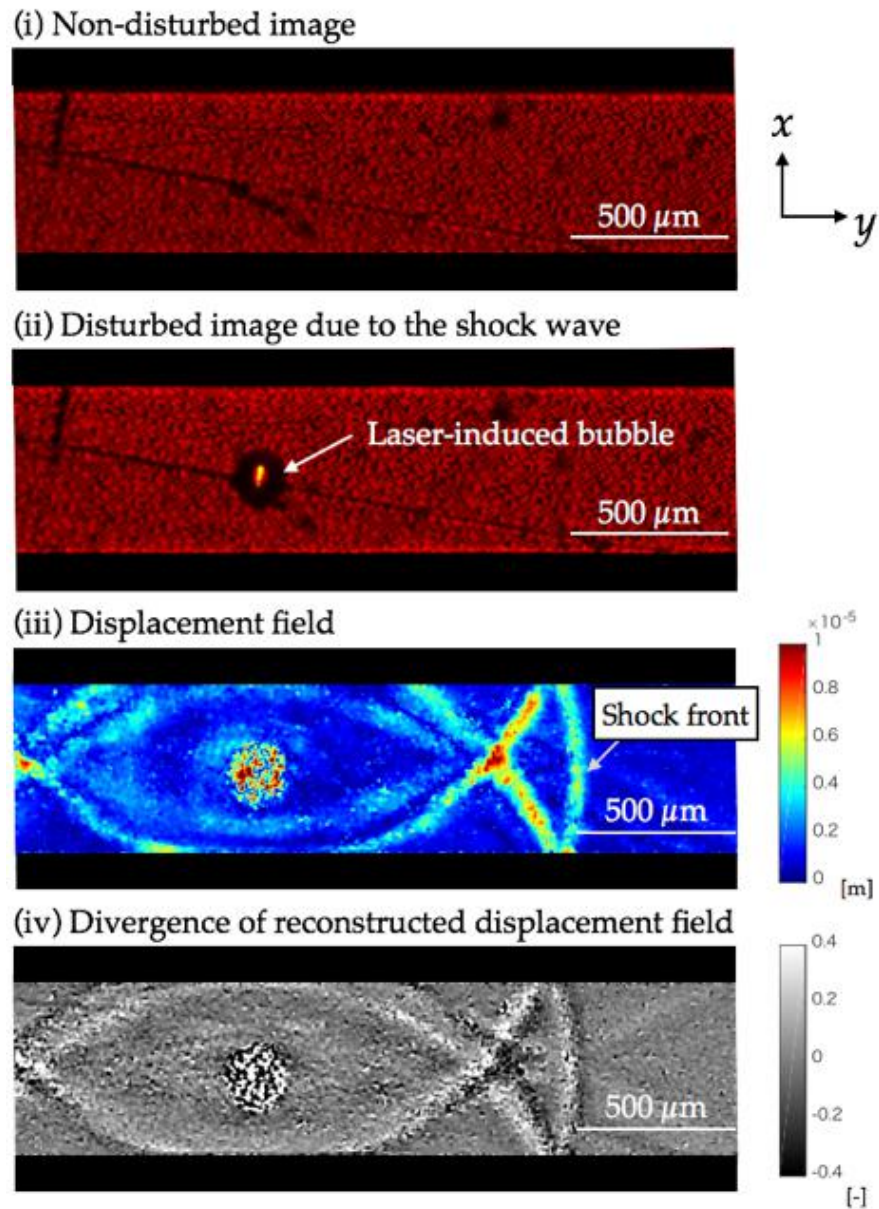 (i) Non-disturbed image
x
500 μm
y
(ii) Disturbed image due to the shock wave
Laser-induced bubble
500 μm
(iii) Displacement field
×10⁻⁵
1
0.8
Shock front
0.6
0.4
500 μm
0.2
0
[m]
(iv) Divergence of reconstructed displacement field
0.4
0.2
0
500 μm
-0.2
-0.4
[-]